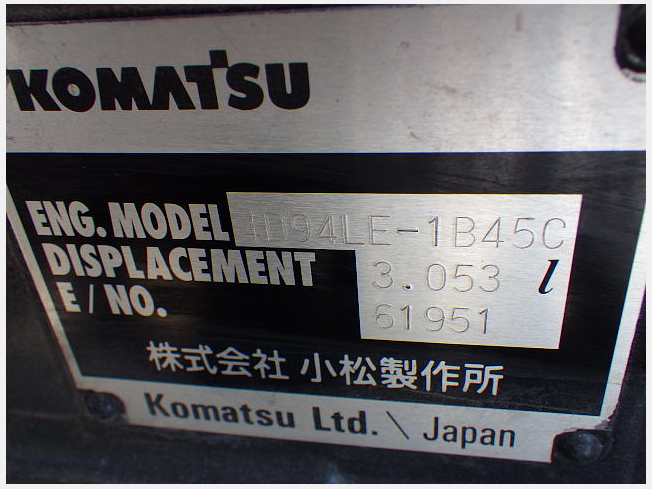 KOMATSU
ENG. MODEL 4D94LE-1B45C
DISPLACEMENT 3.053 l
E / NO. 61951
株式会社 小松製作所
Komatsu Ltd. \ Japan